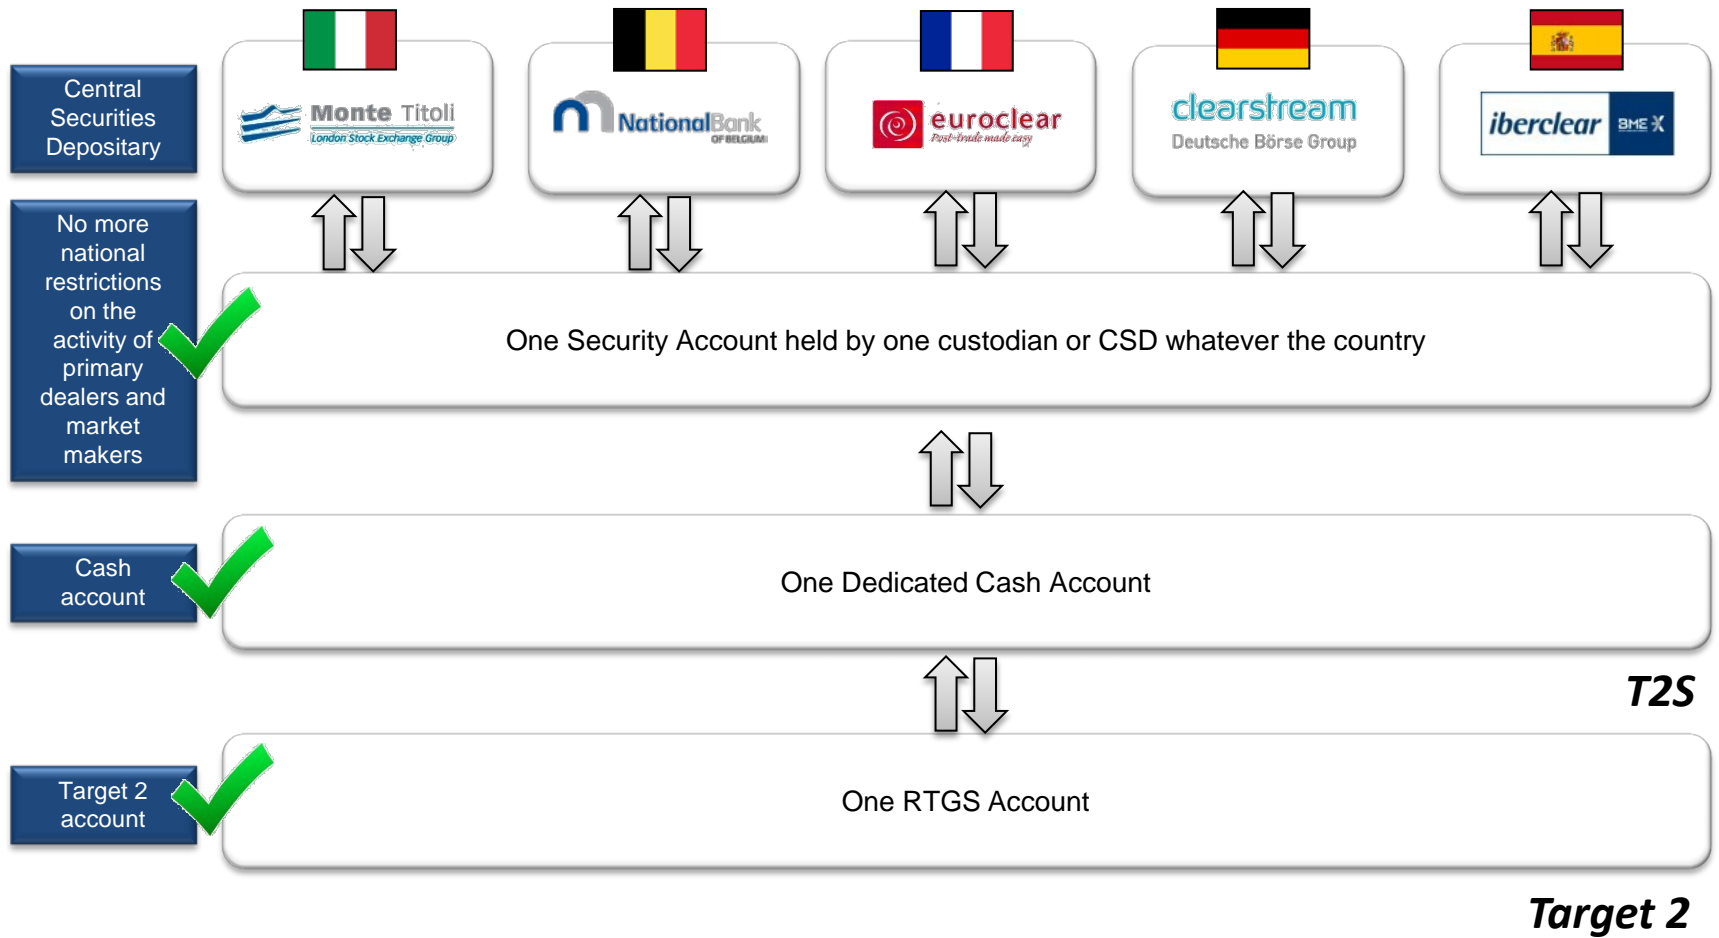 Central
Securities
Depositary
Monte Titoli
London Stock Exchange Group
NationalBank
OF BELGIUM
euroclear
Post-trade made easy
clearstream
Deutsche Börse Group
iberclear BME X
No more
national
restrictions
on the
activity of
primary
dealers and
market
makers
One Security Account held by one custodian or CSD whatever the country
Cash
account
One Dedicated Cash Account
T2S
Target 2
account
One RTGS Account
Target 2